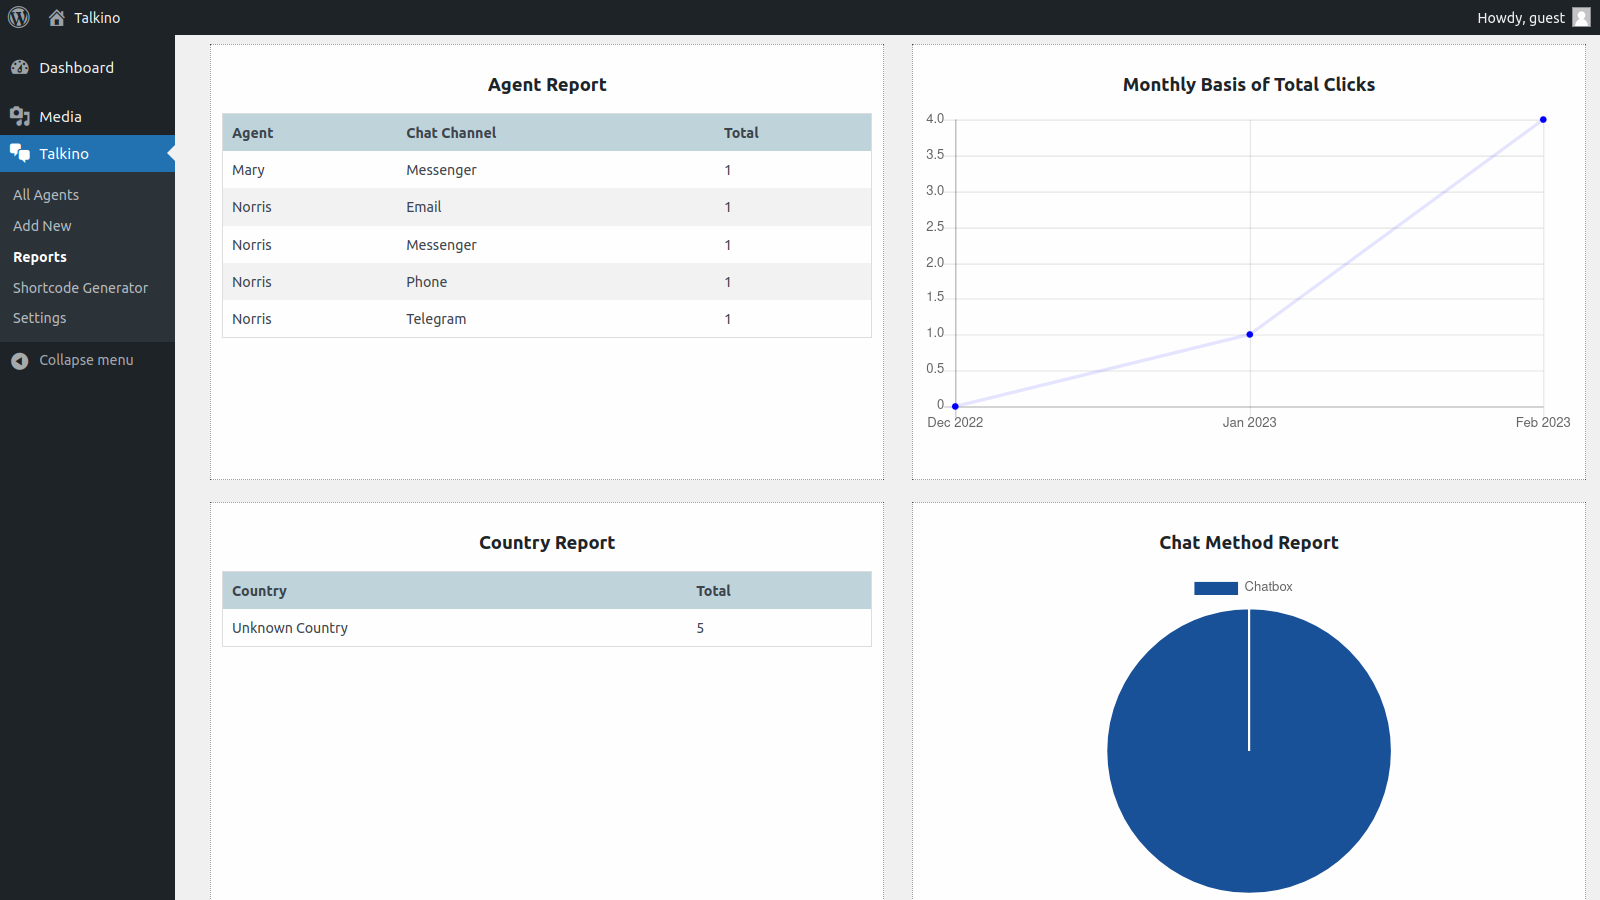 Talkino
Howdy, guest
Dashboard
Media
Talkino
All Agents
Add New
Reports
Shortcode Generator
Settings
Collapse menu
Agent Report
Agent Chat Channel Total
Mary Messenger 1
Norris Email 1
Norris Messenger 1
Norris Phone 1
Norris Telegram 1
Monthly Basis of Total Clicks
4.0
3.5
3.0
2.5
2.0
1.5
1.0
0.5
0
Dec 2022 Jan 2023 Feb 2023
Country Report
Country Total
Unknown Country 5
Chat Method Report
Chatbox